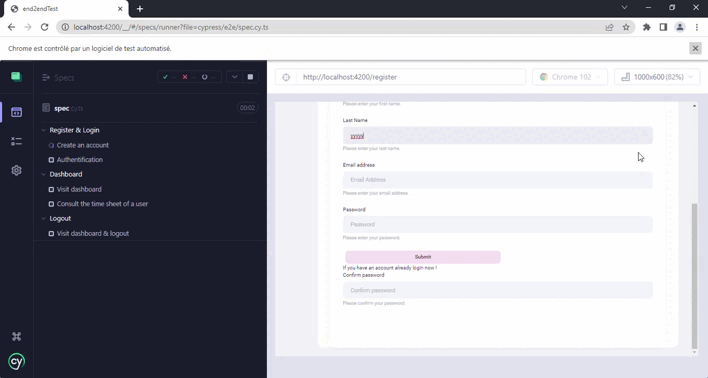 end2endTest
localhost:4200/__/#/specs/runner?file=cypress/e2e/spec.cy.ts
Chrome est contrôlé par un logiciel de test automatisé.
Specs
✓ -- ✕ --
http://localhost:4200/register
Chrome 102
1000x600 (82%)
spec.cy.ts
00:02
Register & Login
Create an account
Authentification
Dashboard
Visit dashboard
Consult the time sheet of a user
Logout
Visit dashboard & logout
cy
Please enter your first name.
Last Name
Please enter your last name.
Email address
Email Address
Please enter your email address.
Password
Password
Please enter your password.
Submit
If you have an account already login now !
Confirm password
Confirm password
Please confirm your password.